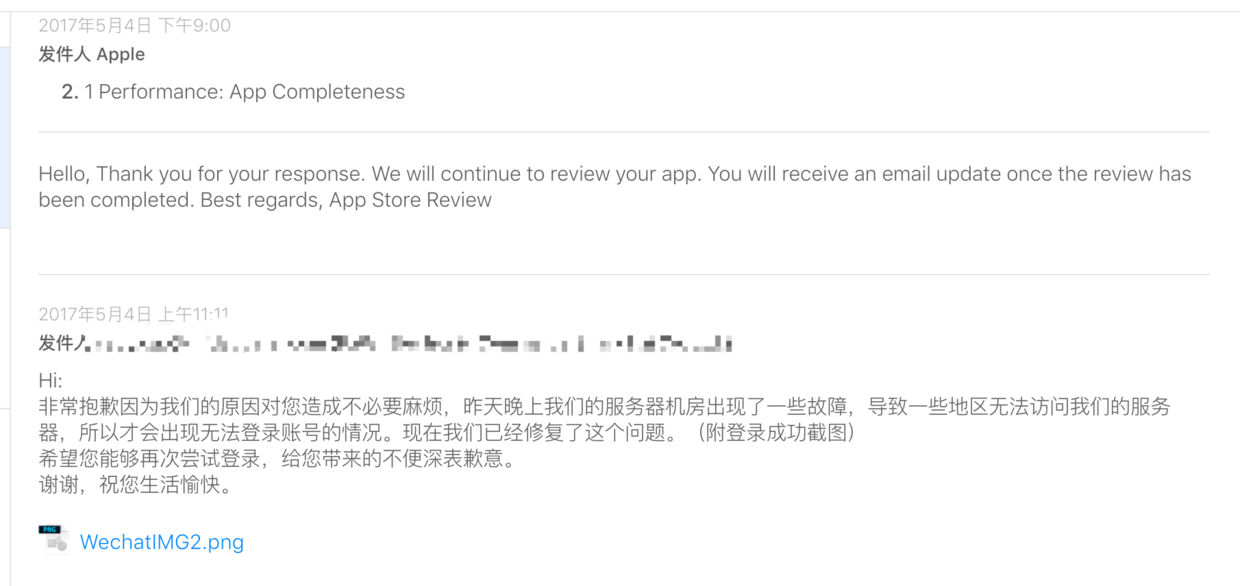 2017年5月4日 下午9:00
发件人 Apple
2. 1 Performance: App Completeness
Hello, Thank you for your response. We will continue to review your app. You will receive an email update once the review has
been completed. Best regards, App Store Review
2017年5月4日 上午11:11
发件人
Hi:
非常抱歉因为我们的原因对您造成不必要麻烦，昨天晚上我们的服务器机房出现了一些故障，导致一些地区无法访问我们的服务
器，所以才会出现无法登录账号的情况。现在我们已经修复了这个问题。（附登录成功截图）
希望您能够再次尝试登录，给您带来的不便深表歉意。
谢谢，祝您生活愉快。
PNG
WechatIMG2.png